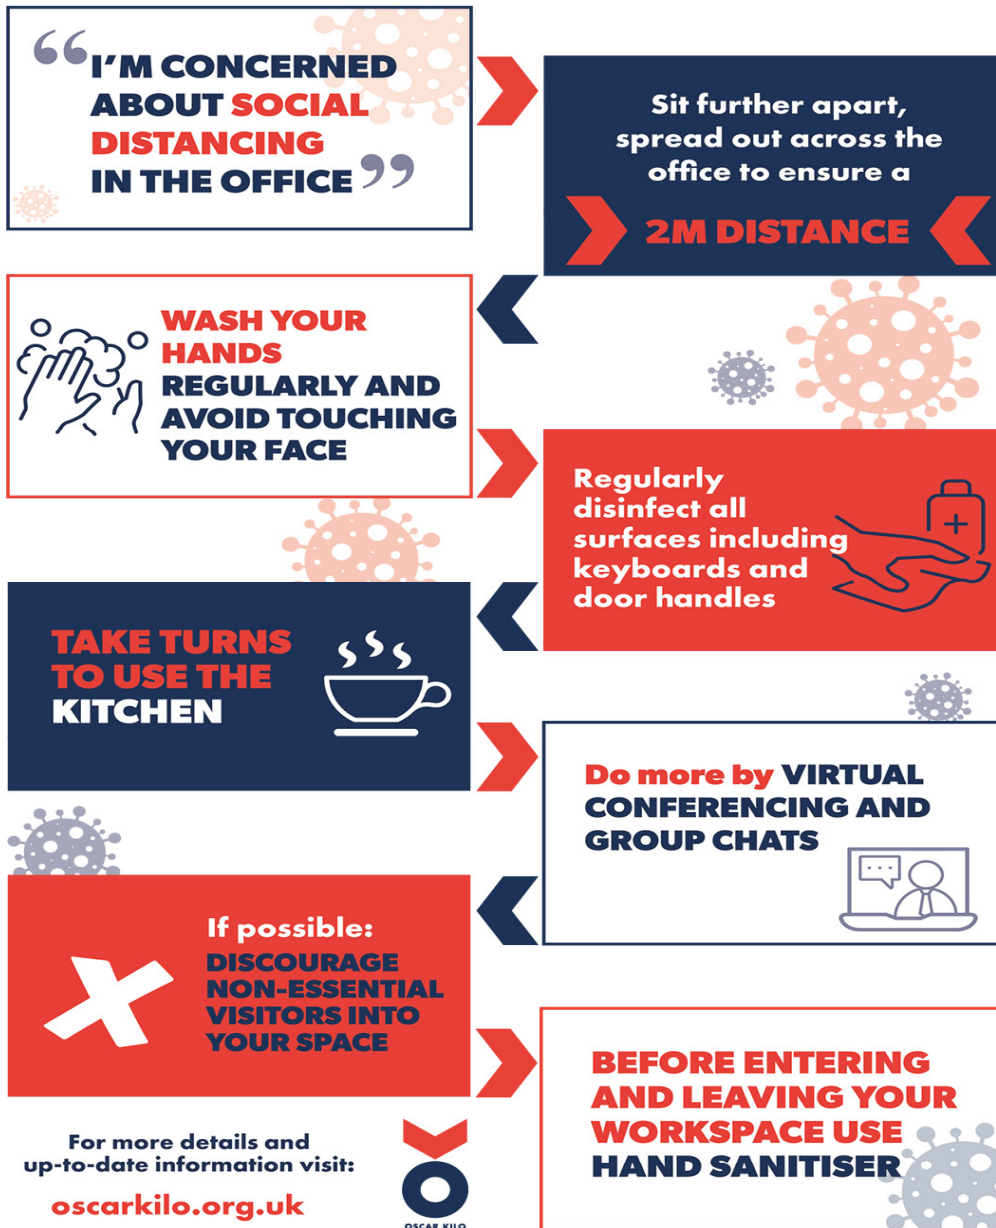 “I’M CONCERNED
ABOUT SOCIAL
DISTANCING
IN THE OFFICE”
Sit further apart,
spread out across the
office to ensure a
2M DISTANCE
WASH YOUR
HANDS
REGULARLY AND
AVOID TOUCHING
YOUR FACE
Regularly
disinfect all
surfaces including
keyboards and
door handles
TAKE TURNS
TO USE THE
KITCHEN
Do more by VIRTUAL
CONFERENCING AND
GROUP CHATS
If possible:
DISCOURAGE
NON-ESSENTIAL
VISITORS INTO
YOUR SPACE
BEFORE ENTERING
AND LEAVING YOUR
WORKSPACE USE
HAND SANITISER
For more details and
up-to-date information visit:
oscarkilo.org.uk
OSCAR KILO